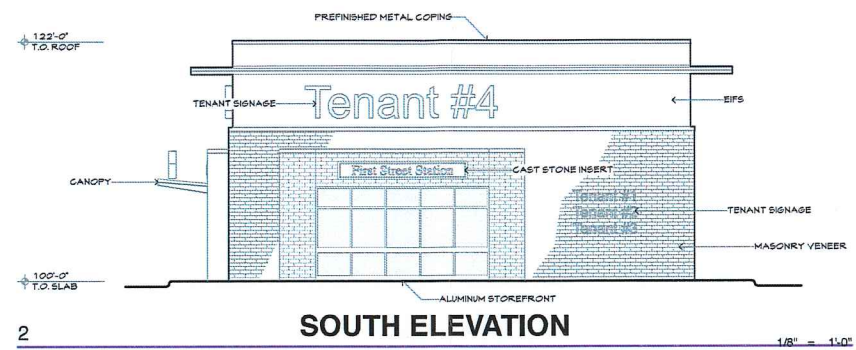 PREFINISHED METAL COPING
122'-0"
T.O. ROOF
TENANT SIGNAGE
Tenant #4
EIFS
First Street Station
CAST STONE INSERT
CANOPY
Tenant #1
Tenant #2
Tenant #3
TENANT SIGNAGE
MASONRY VENEER
100'-0"
T.O. SLAB
ALUMINUM STOREFRONT
2
SOUTH ELEVATION
1/8" = 1'-0"